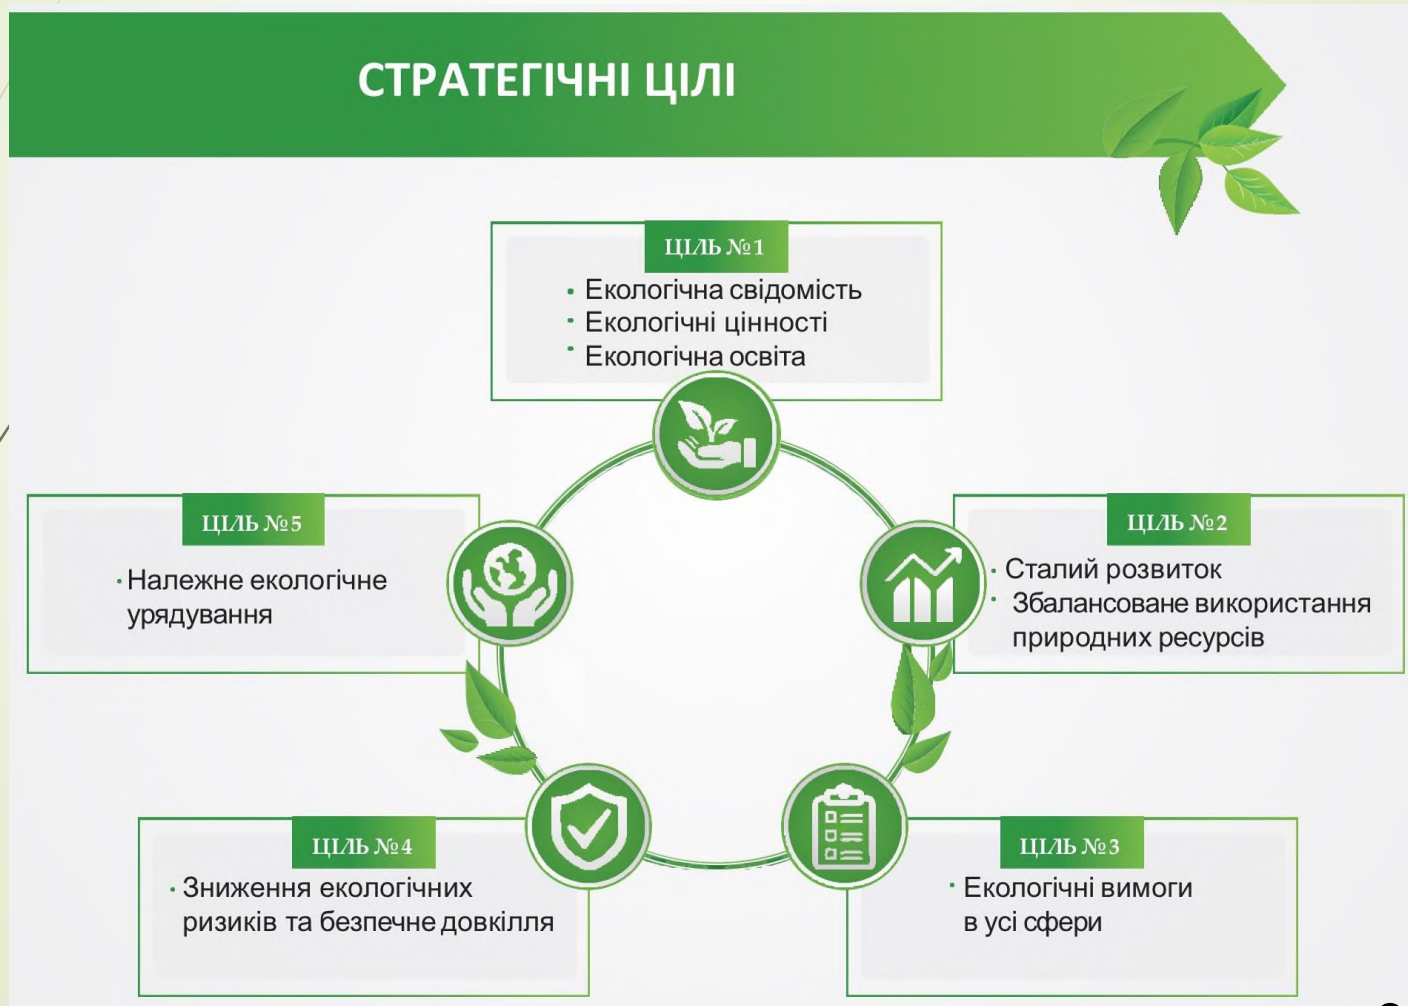 СТРАТЕГІЧНІ ЦІЛІ
ЦІЛЬ №1
• Екологічна свідомість
• Екологічні цінності
• Екологічна освіта
ЦІЛЬ №2
• Сталий розвиток
• Збалансоване використання
природних ресурсів
ЦІЛЬ №3
• Екологічні вимоги
в усі сфери
ЦІЛЬ №4
• Зниження екологічних
ризиків та безпечне довкілля
ЦІЛЬ №5
• Належне екологічне
урядування